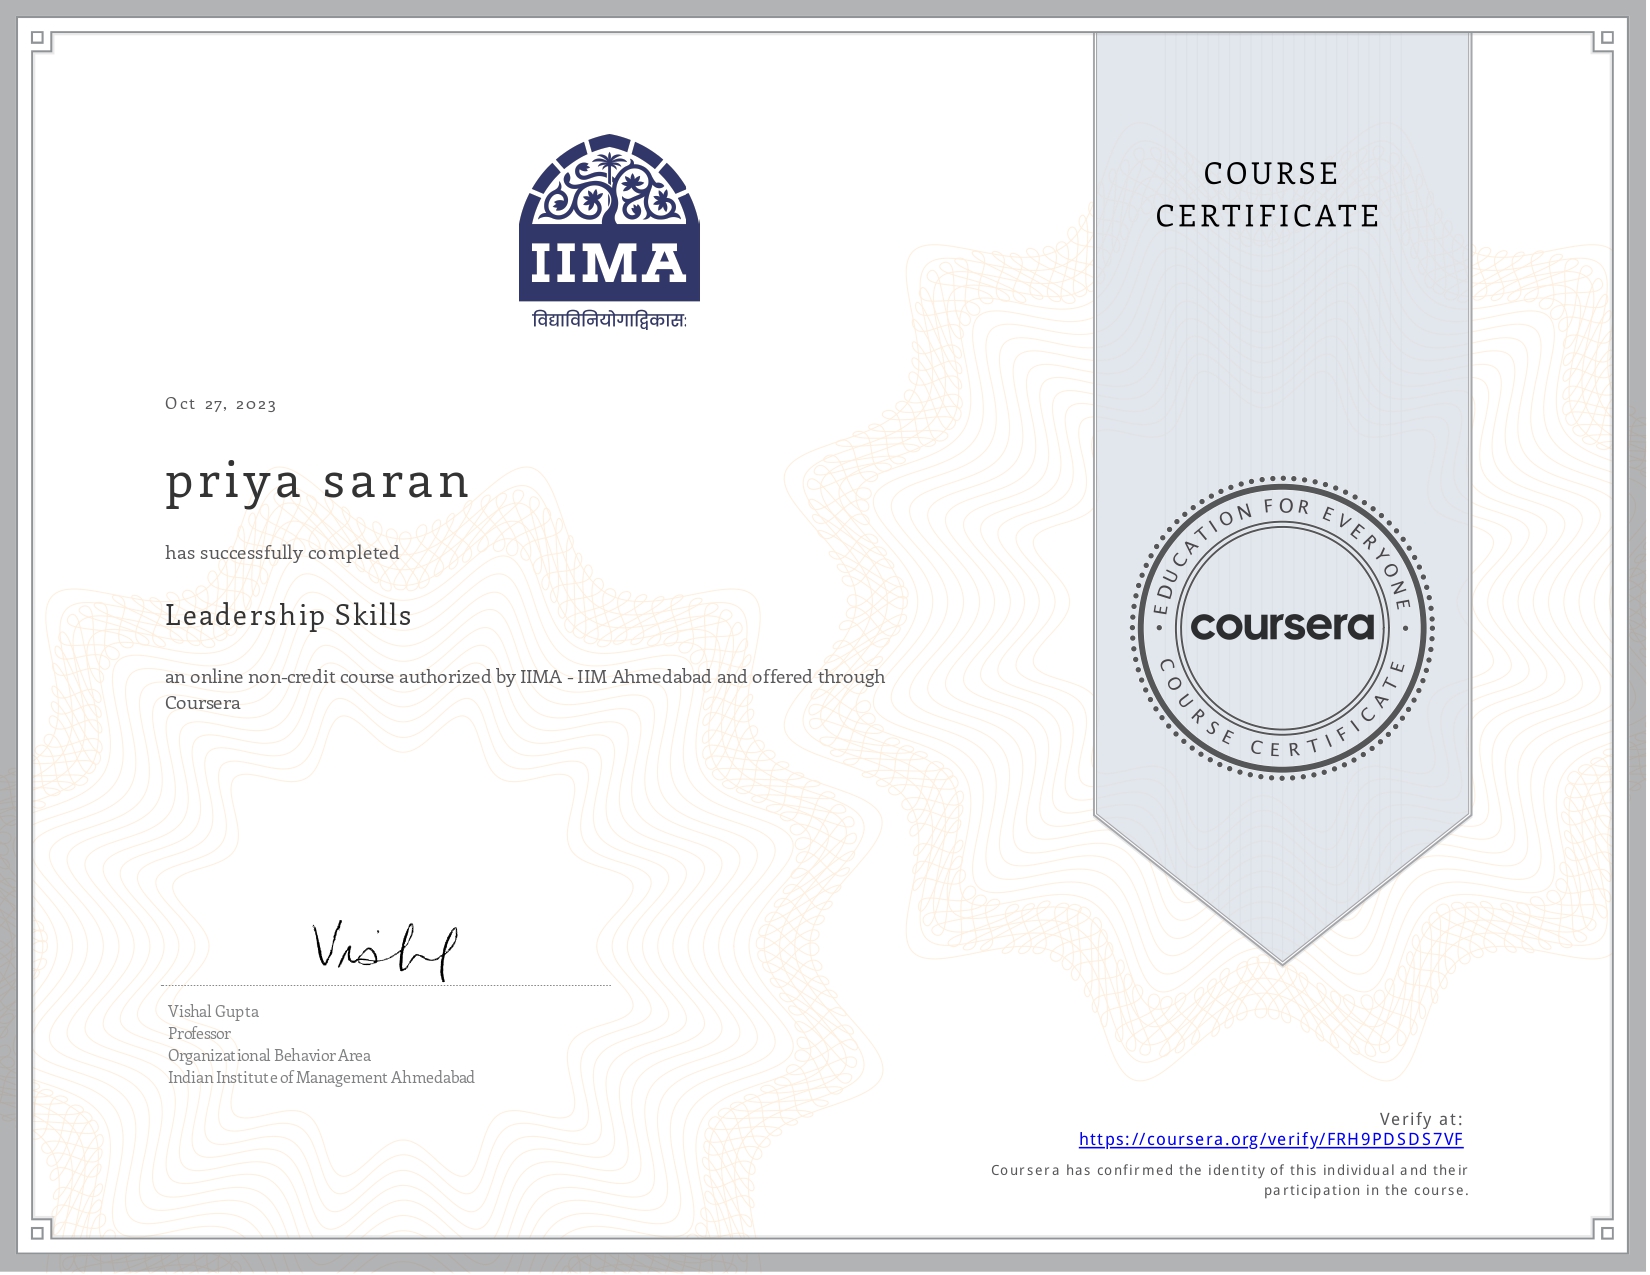 IIMA
विद्याविनियोगाद्विकास:
COURSE
CERTIFICATE
Oct 27, 2023
priya saran
has successfully completed
Leadership Skills
an online non-credit course authorized by IIMA - IIM Ahmedabad and offered through
Coursera
EDUCATION FOR EVERYONE
coursera
COURSE CERTIFICATE
Vishal
Vishal Gupta
Professor
Organizational Behavior Area
Indian Institute of Management Ahmedabad
Verify at:
https://coursera.org/verify/FRH9PDSDS7VF
Coursera has confirmed the identity of this individual and their
participation in the course.